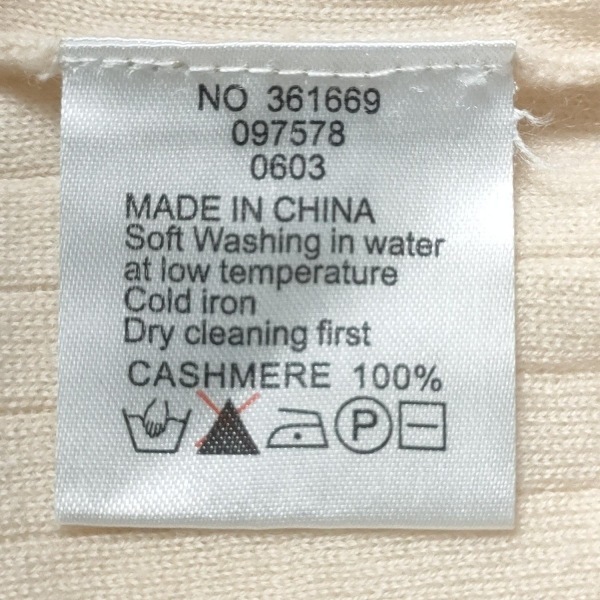 NO 361669
097578
0603
MADE IN CHINA
Soft Washing in water
at low temperature
Cold iron
Dry cleaning first
CASHMERE 100%
P